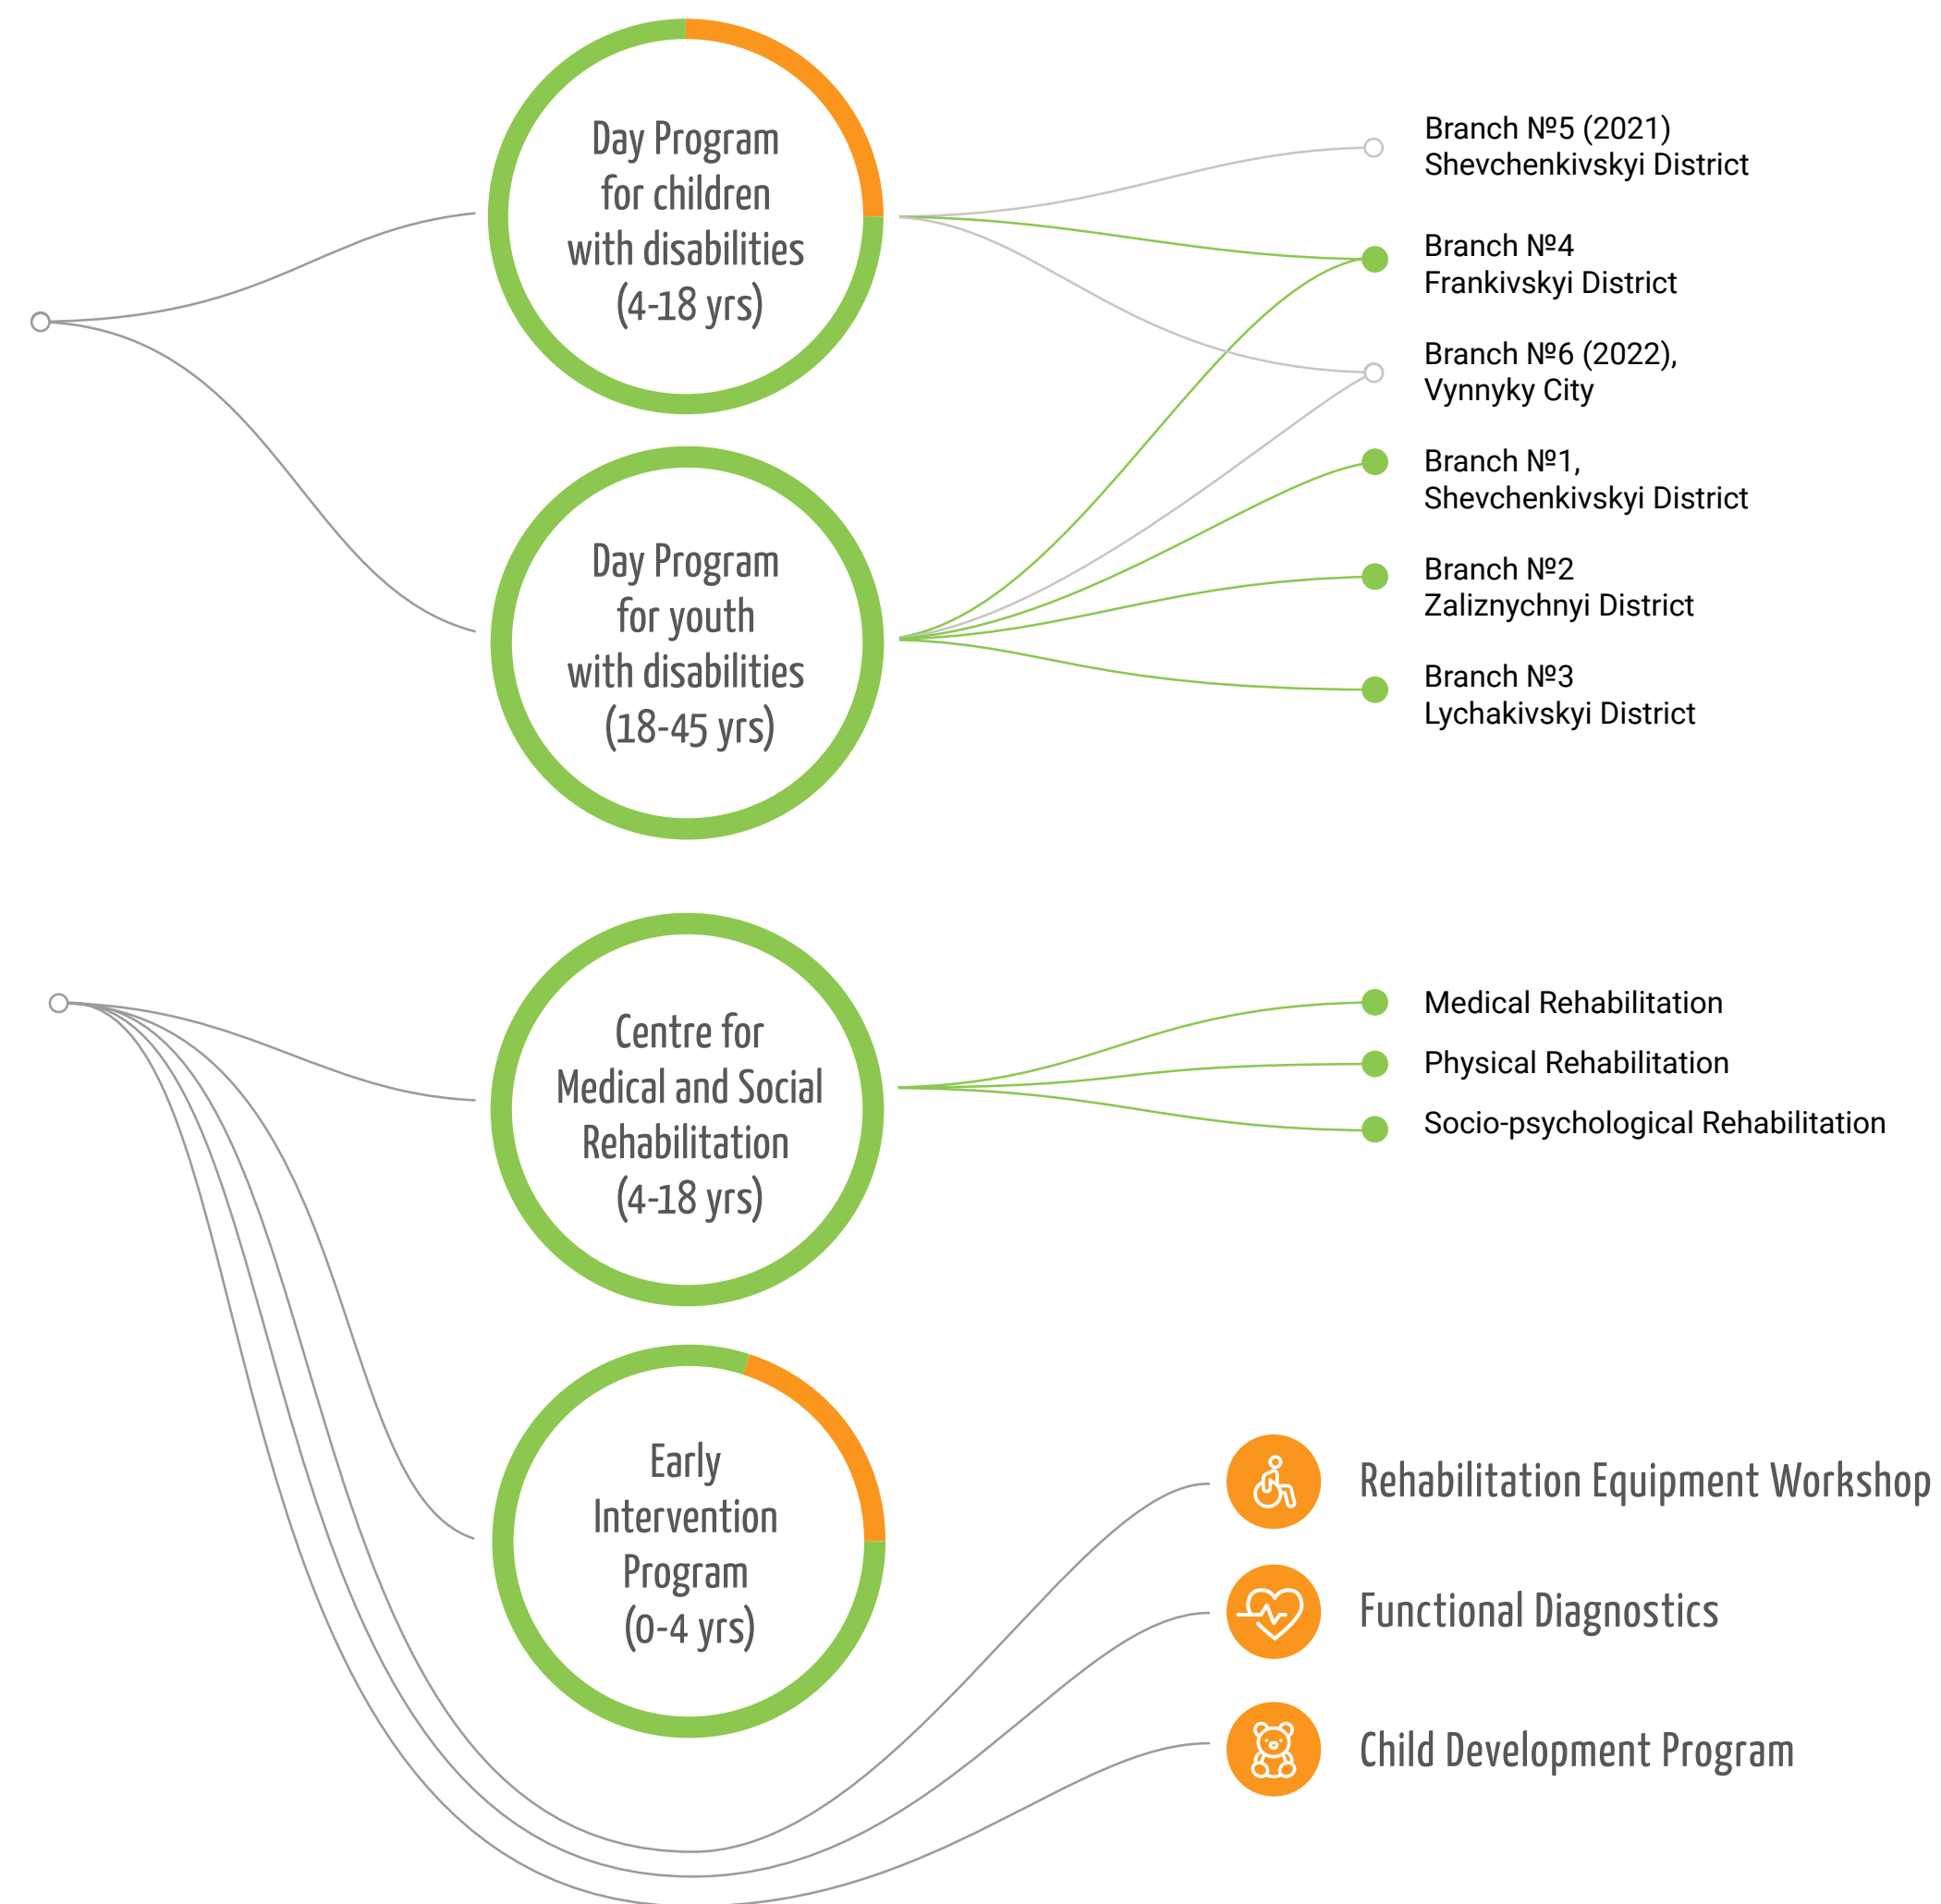 Day Program
for children
with disabilities
(4-18 yrs)
Branch №5 (2021)
Shevchenkivskyi District
Branch №4
Frankivskyi District
Branch №6 (2022),
Vynnyky City
Branch №1,
Shevchenkivskyi District
Branch №2
Zaliznychnyi District
Branch №3
Lychakivskyi District
Day Program
for youth
with disabilities
(18-45 yrs)
Centre for
Medical and Social
Rehabilitation
(4-18 yrs)
Medical Rehabilitation
Physical Rehabilitation
Socio-psychological Rehabilitation
Early
Intervention
Program
(0-4 yrs)
Rehabilitation Equipment Workshop
Functional Diagnostics
Child Development Program